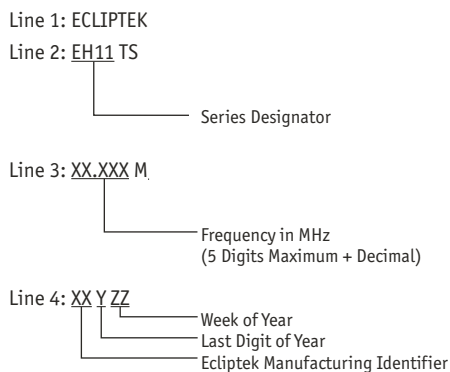 Line 1: ECLIPTEK
Line 2: EH11 TS
Series Designator
Line 3: XX.XXX M
Frequency in MHz
(5 Digits Maximum + Decimal)
Line 4: XX Y ZZ
Week of Year
Last Digit of Year
Ecliptek Manufacturing Identifier